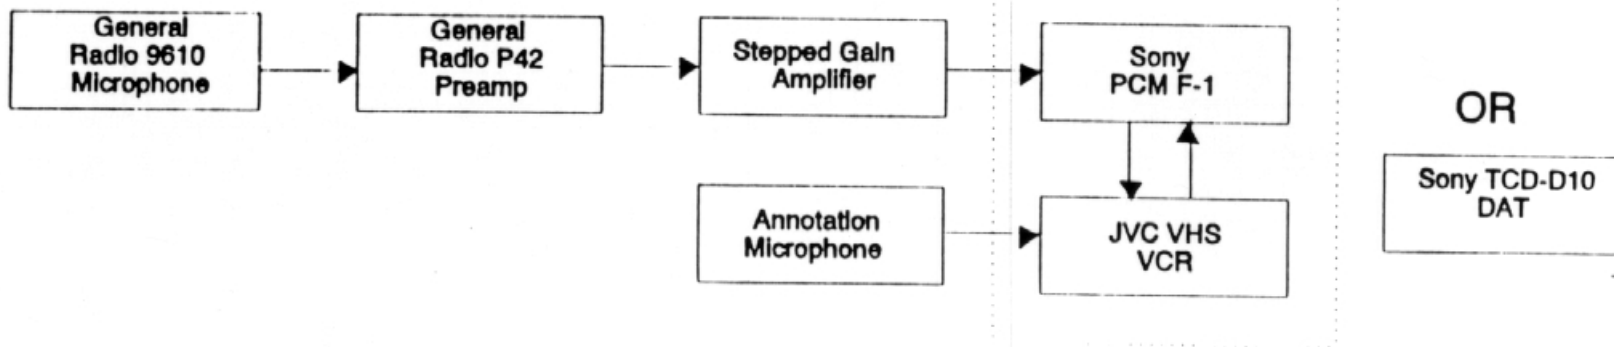 General
Radio 9610
Microphone
General
Radio P42
Preamp
Stepped Gain
Amplifier
Sony
PCM F-1
OR
Sony TCD-D10
DAT
Annotation
Microphone
JVC VHS
VCR